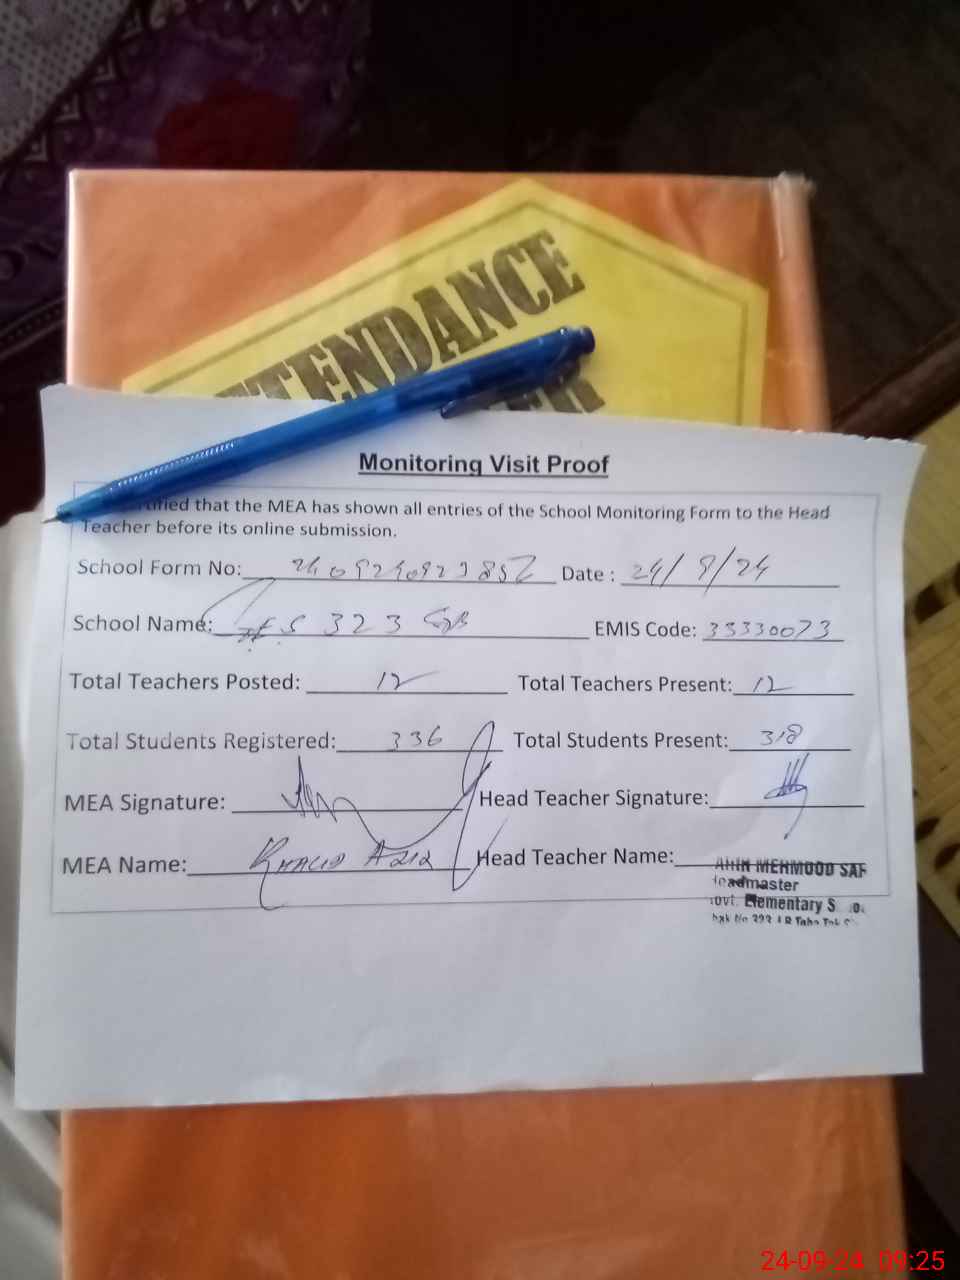 TENDANCE
Monitoring Visit Proof
that the MEA has shown all entries of the School Monitoring Form to the Head
Teacher before its online submission.
School Form No: Date : 24/9/24
School Name: 323 EMIS Code: 33330073
Total Teachers Posted: 12 Total Teachers Present: 12
Total Students Registered: 336 Total Students Present: 318
MEA Signature: Head Teacher Signature:
MEA Name: KHALID AZIZ Head Teacher Name: MEHMOOD
Headmaster
Govt. Elementary
24-09-24 09:25